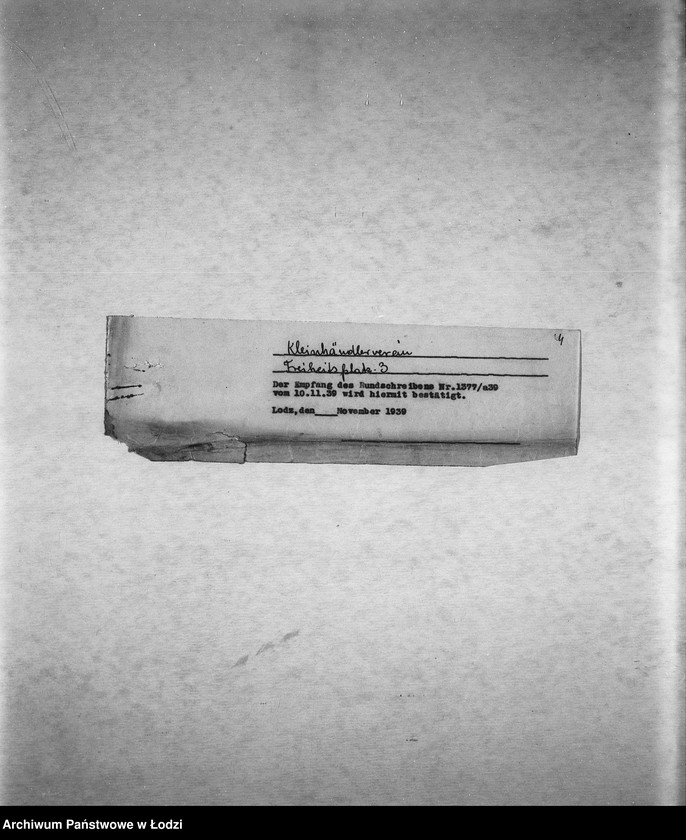 4
Kleinhändlerverein
Freiheitsplatz. 3
Der Empfang des Rundschreibens Nr.1377/a39
vom 10.11.39 wird hiermit bestätigt.
Lodz,den____November 1939
Archiwum Państwowe w Łodzi